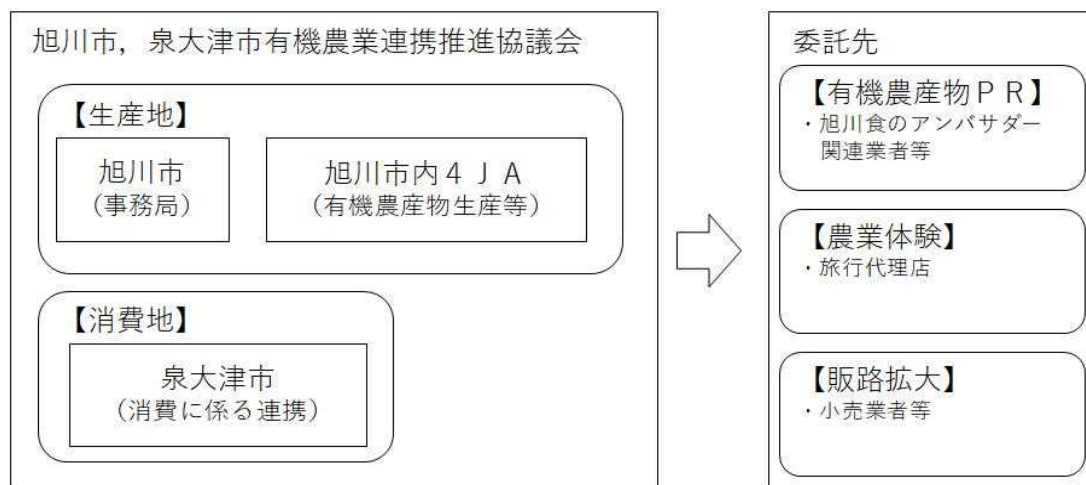 旭川市，泉大津市有機農業連携推進協議会
【生産地】
旭川市
（事務局）
旭川市内４ＪＡ
（有機農産物生産等）
【消費地】
泉大津市
（消費に係る連携）
委託先
【有機農産物ＰＲ】
・旭川食のアンバサダー
関連業者等
【農業体験】
・旅行代理店
【販路拡大】
・小売業者等